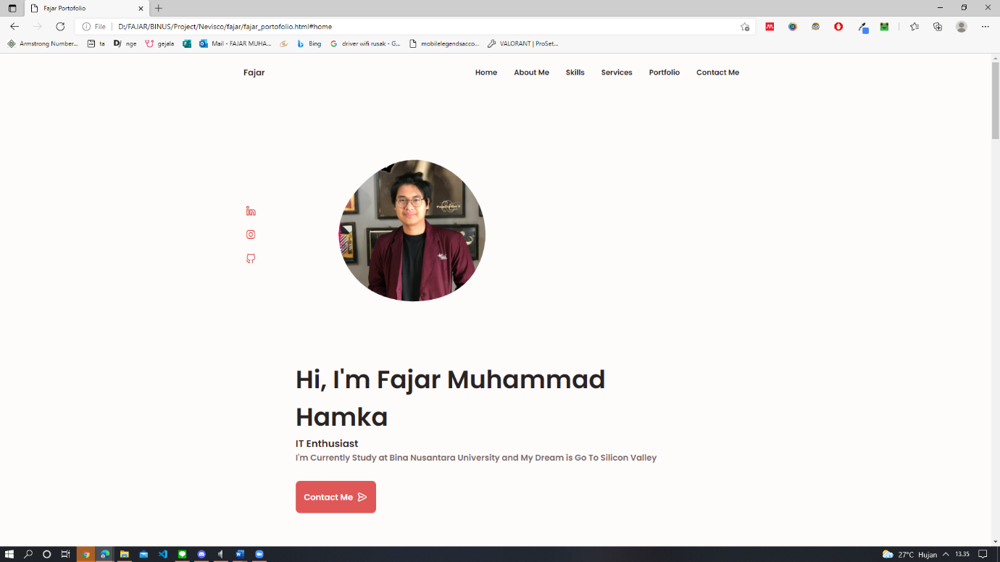 Fajar Portofolio
File
D:/FAJAR/BINUS/Project/Nevisco/fajar/fajar_portofolio.html#home
Armstrong Number... ta nge gejala Mail - FAJAR MUHA... Bing driver wifi rusak - G... mobilelegendsacco... VALORANT | ProSet...
Fajar Home About Me Skills Services Portfolio Contact Me
Hi, I'm Fajar Muhammad
Hamka
IT Enthusiast
I'm Currently Study at Bina Nusantara University and My Dream is Go To Silicon Valley
Contact Me
27°C Hujan 13.35